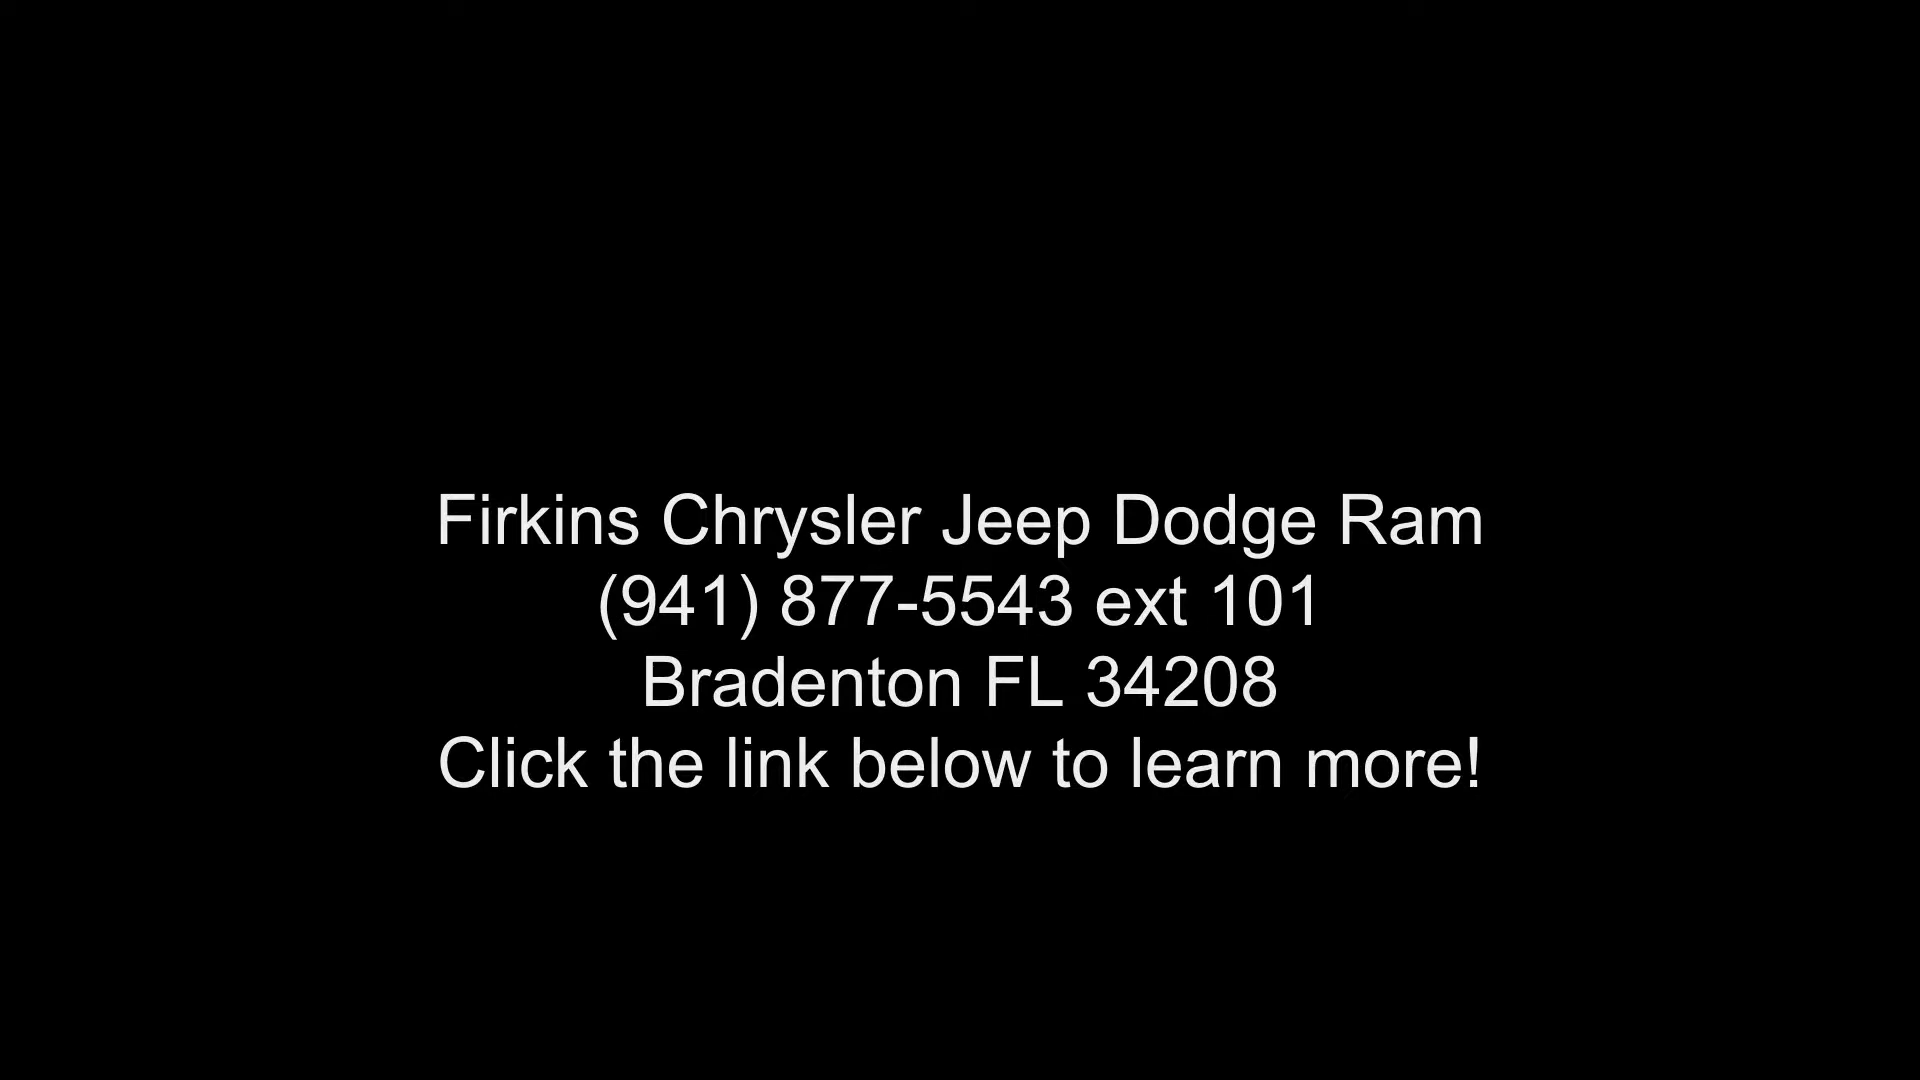 Firkins Chrysler Jeep Dodge Ram
(941) 877-5543 ext 101
Bradenton FL 34208
Click the link below to learn more!